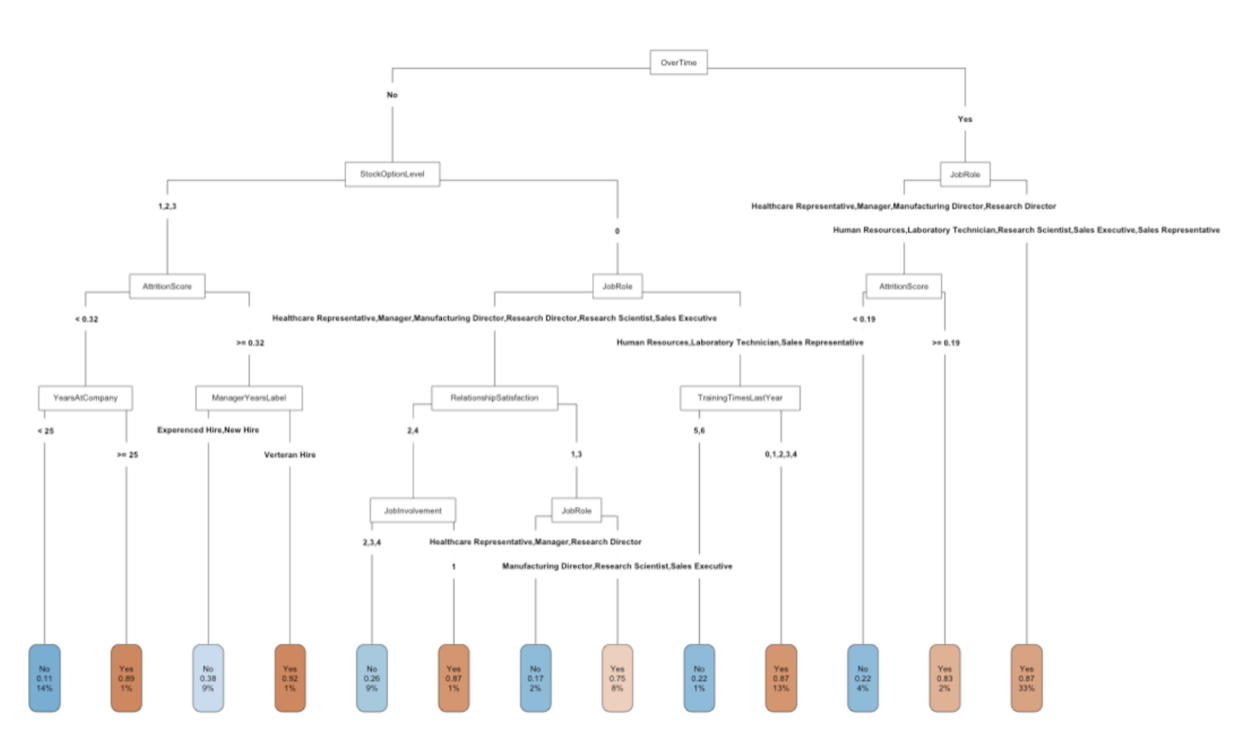 OverTime
No
Yes
StockOptionLevel
JobRole
1,2,3
Healthcare Representative,Manager,Manufacturing Director,Research Director
0
Human Resources,Laboratory Technician,Research Scientist,Sales Executive,Sales Representative
AttritionScore
JobRole
AttritionScore
< 0.32
Healthcare Representative,Manager,Manufacturing Director,Research Director,Research Scientist,Sales Executive
< 0.19
>= 0.32
Human Resources,Laboratory Technician,Sales Representative
>= 0.19
YearsAtCompany
ManagerYearsLabel
RelationshipSatisfaction
TrainingTimesLastYear
< 25
Experenced Hire,New Hire
2,4
5,6
>= 25
Verteran Hire
1,3
0,1,2,3,4
JobInvolvement
JobRole
2,3,4
Healthcare Representative,Manager,Research Director
1
Manufacturing Director,Research Scientist,Sales Executive
No
0.11
14%
Yes
0.89
1%
No
0.38
9%
Yes
0.92
1%
No
0.26
9%
Yes
0.87
1%
No
0.17
2%
Yes
0.75
8%
No
0.22
1%
Yes
0.87
13%
No
0.22
4%
Yes
0.83
2%
Yes
0.87
33%